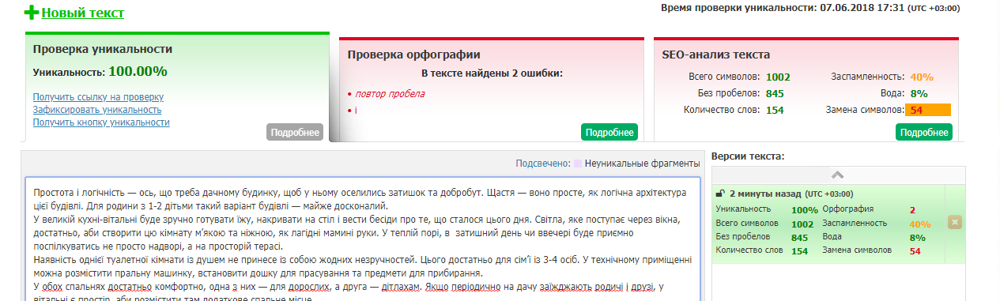 Новый текст
Время проверки уникальности: 07.06.2018 17:31 (UTC +03:00)
Проверка уникальности
Уникальность: 100.00%
Получить ссылку на проверку
Зафиксировать уникальность
Получить кнопку уникальности
Подробнее
Проверка орфографии
В тексте найдены 2 ошибки:
• повтор пробела
• і
Подробнее
SEO-анализ текста
Всего символов: 1002 Заспамленность: 40%
Без пробелов: 845 Вода: 8%
Количество слов: 154 Замена символов: 54
Подробнее
Подсвечено: Неуникальные фрагменты
Простота і логічність — ось, що треба дачному будинку, щоб у ньому оселились затишок та добробут. Щастя — воно просте, як логічна архітектура
цієї будівлі. Для родини з 1-2 дітьми такий варіант будівлі — майже досконалий.
У великій кухні-вітальні буде зручно готувати їжу, накривати на стіл і вести бесіди про те, що сталося цього дня. Світла, яке поступає через вікна,
достатньо, аби створити цю кімнату м’якою та ніжною, як лагідні мамині руки. У теплій порі, в  затишний день чи ввечері буде приємно
поспілкуватись не просто надворі, а на просторій терасі.
Наявність однієї туалетної кімнати із душем не принесе із собою жодних незручностей. Цього достатньо для сім’ї із 3-4 осіб. У технічному приміщенні
можна розмістити пральну машинку, встановити дошку для прасування та предмети для прибирання.
У обох спальнях достатньо комфортно, одна з них — для дорослих, а друга — дітлахам. Якщо періодично на дачу заїжджають родичі і друзі, у
вітальні є простір, аби розмістити там додаткове спальне місце.
Версии текста:
2 минуты назад (UTC +03:00)
Уникальность 100% Орфография 2
Всего символов 1002 Заспамленность 40%
Без пробелов 845 Вода 8%
Количество слов 154 Замена символов 54